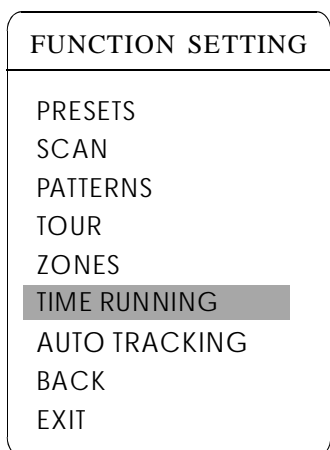 FUNCTION SETTING
PRESETS
SCAN
PATTERNS
TOUR
ZONES
TIME RUNNING
AUTO TRACKING
BACK
EXIT